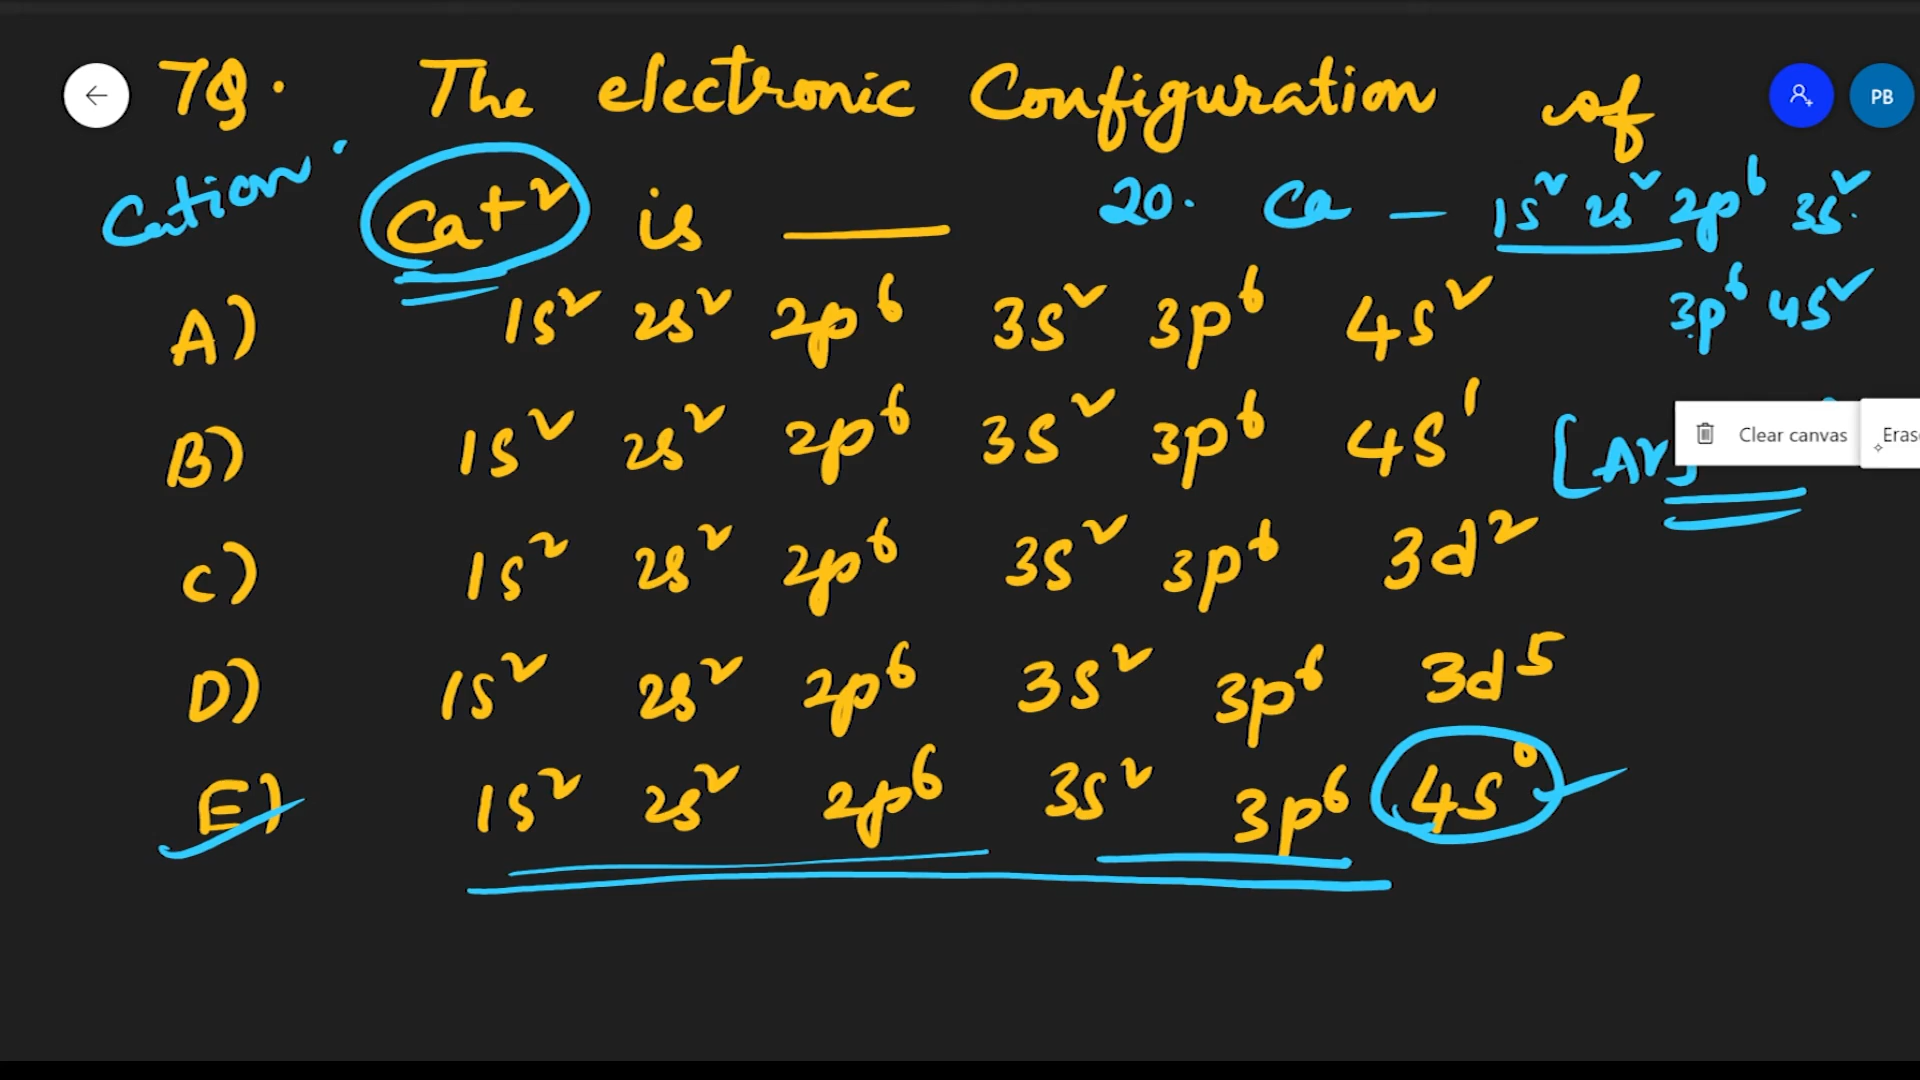 7Q. The electronic Configuration of
PB
Cation. Ca+2 is ____ 20. Ca — 1s² 2s² 2p⁶ 3s²
3p⁶ 4s²
A) 1s² 2s² 2p⁶ 3s² 3p⁶ 4s²
B) 1s² 2s² 2p⁶ 3s² 3p⁶ 4s¹
[Ar]
Clear canvas
C) 1s² 2s² 2p⁶ 3s² 3p⁶ 3d²
D) 1s² 2s² 2p⁶ 3s² 3p⁶ 3d⁵
E) 1s² 2s² 2p⁶ 3s² 3p⁶ 4s⁰